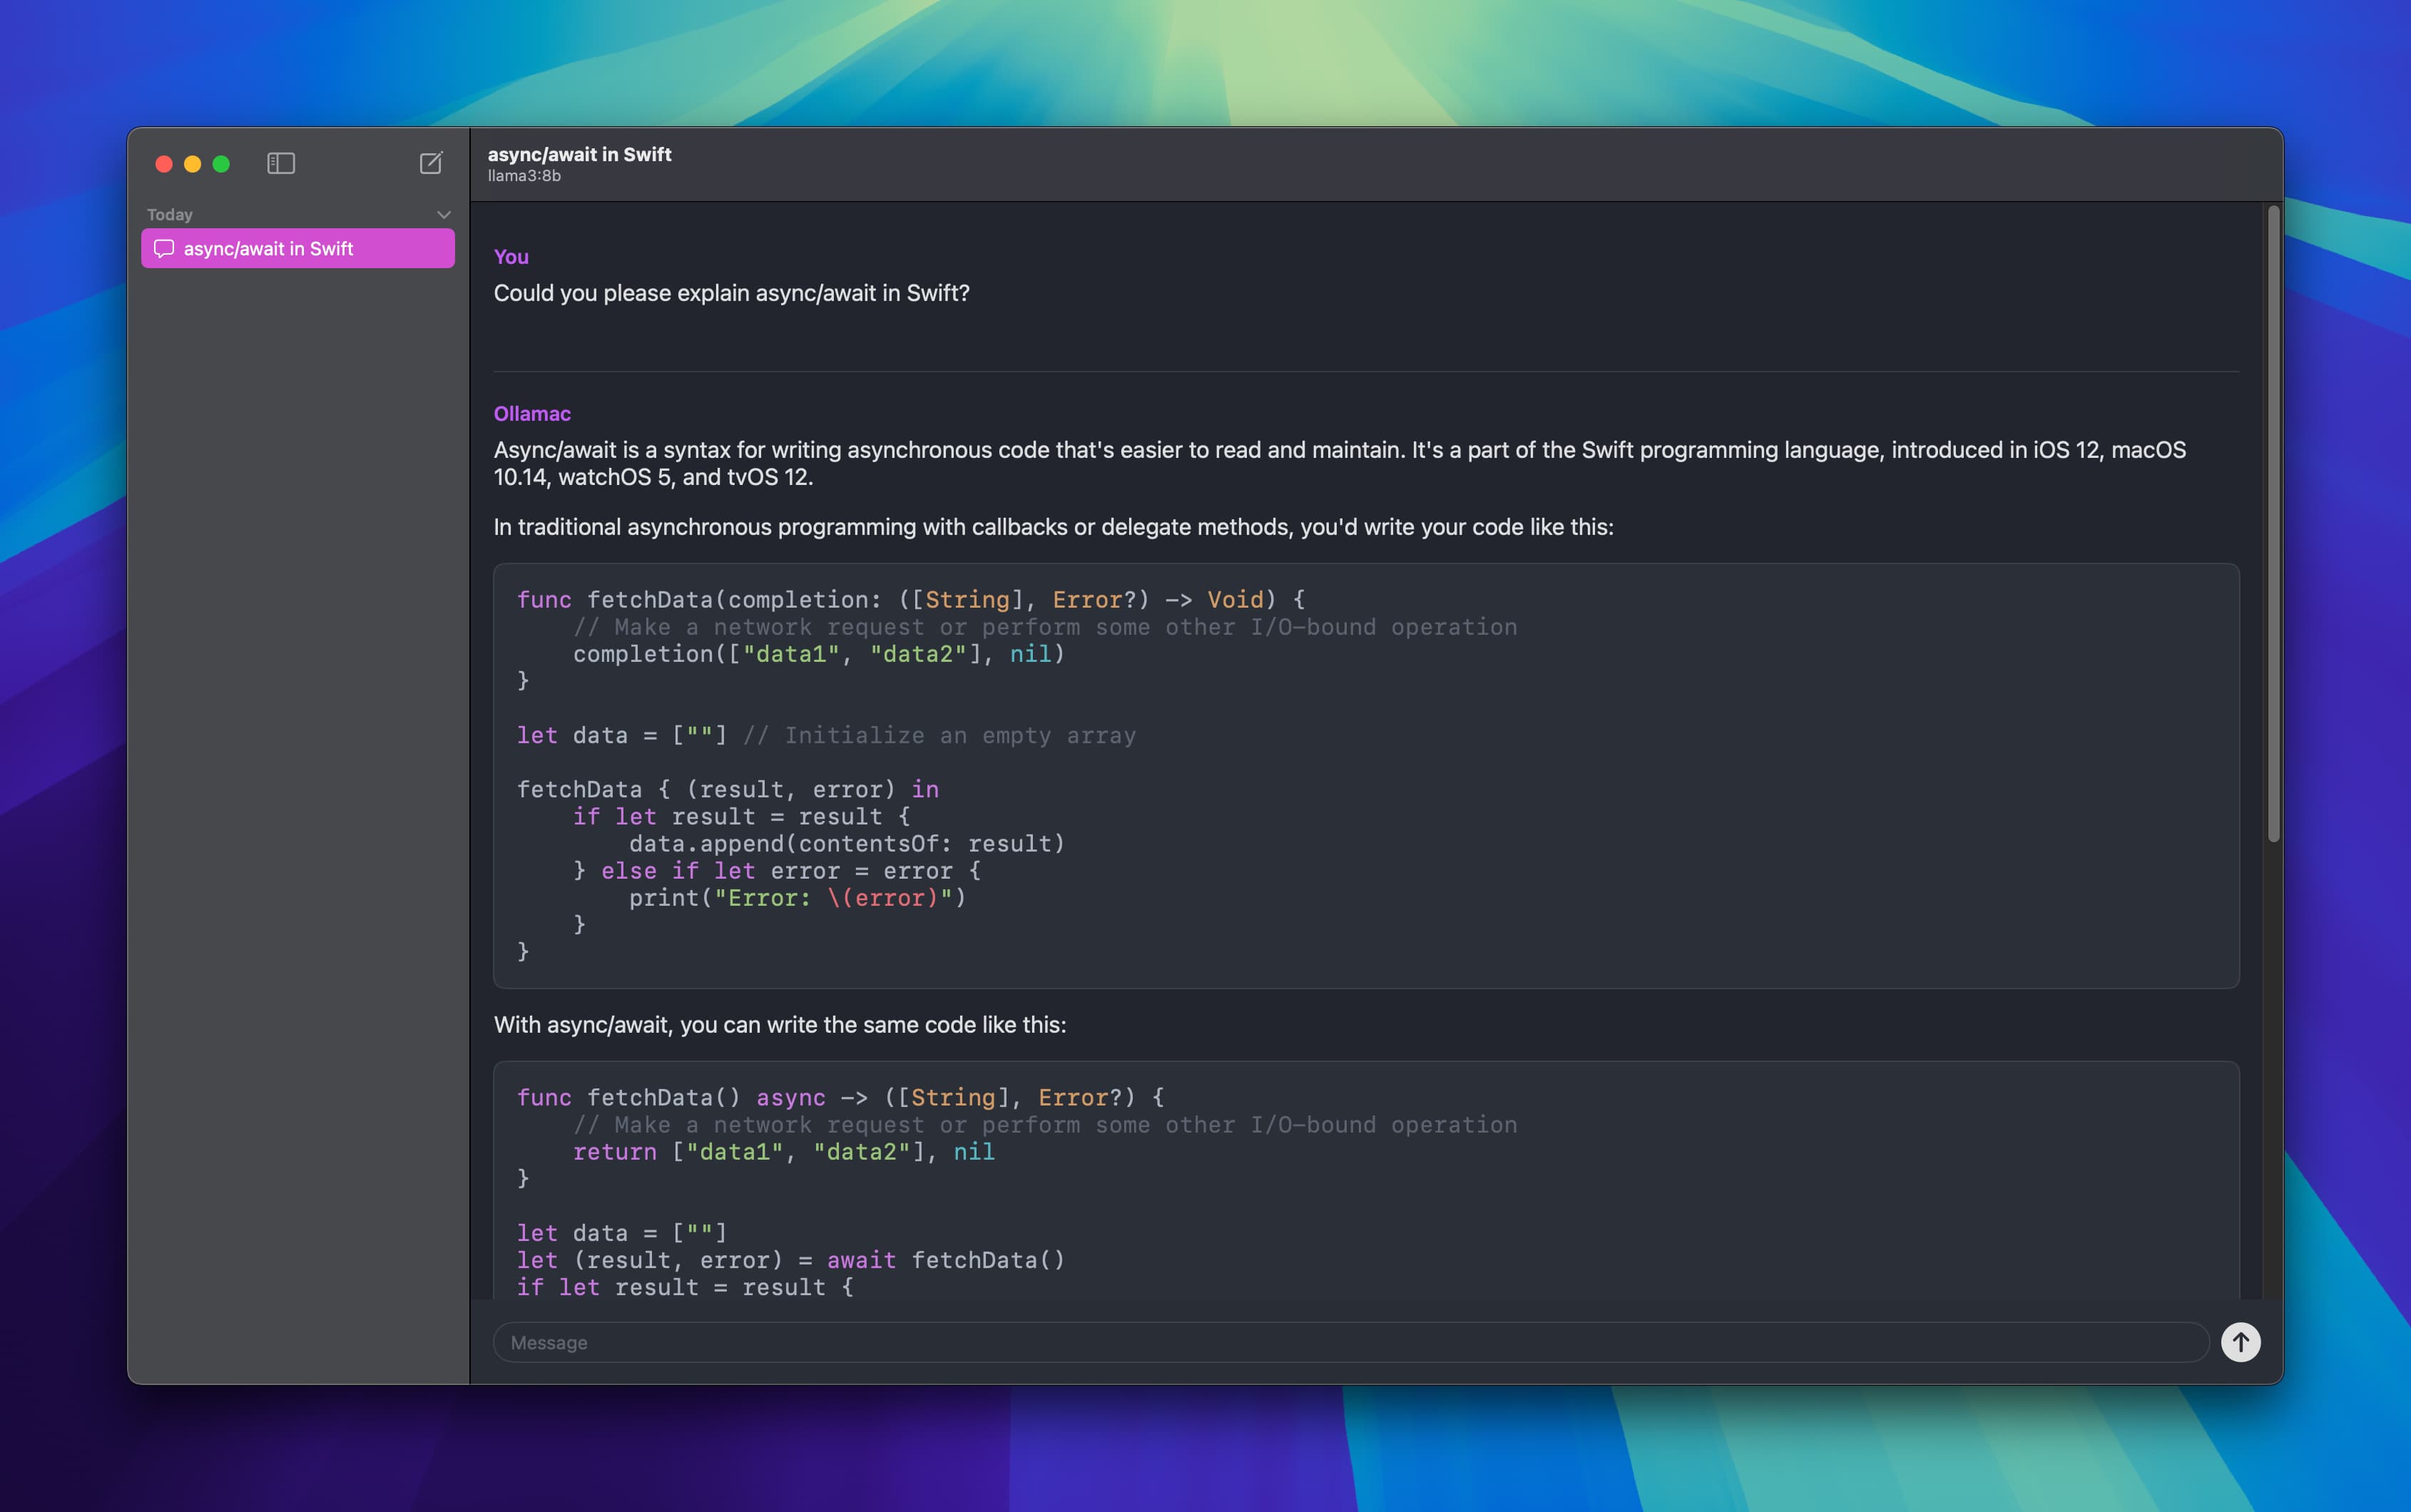 async/await in Swift
llama3:8b
Today
async/await in Swift
You
Could you please explain async/await in Swift?
Ollamac
Async/await is a syntax for writing asynchronous code that's easier to read and maintain. It's a part of the Swift programming language, introduced in iOS 12, macOS
10.14, watchOS 5, and tvOS 12.
In traditional asynchronous programming with callbacks or delegate methods, you'd write your code like this:
func fetchData(completion: ([String], Error?) -> Void) {
    // Make a network request or perform some other I/O-bound operation
    completion(["data1", "data2"], nil)
}
let data = [""] // Initialize an empty array
fetchData { (result, error) in
    if let result = result {
        data.append(contentsOf: result)
    } else if let error = error {
        print("Error: \(error)")
    }
}
With async/await, you can write the same code like this:
func fetchData() async -> ([String], Error?) {
    // Make a network request or perform some other I/O-bound operation
    return ["data1", "data2"], nil
}
let data = [""]
let (result, error) = await fetchData()
if let result = result {
Message